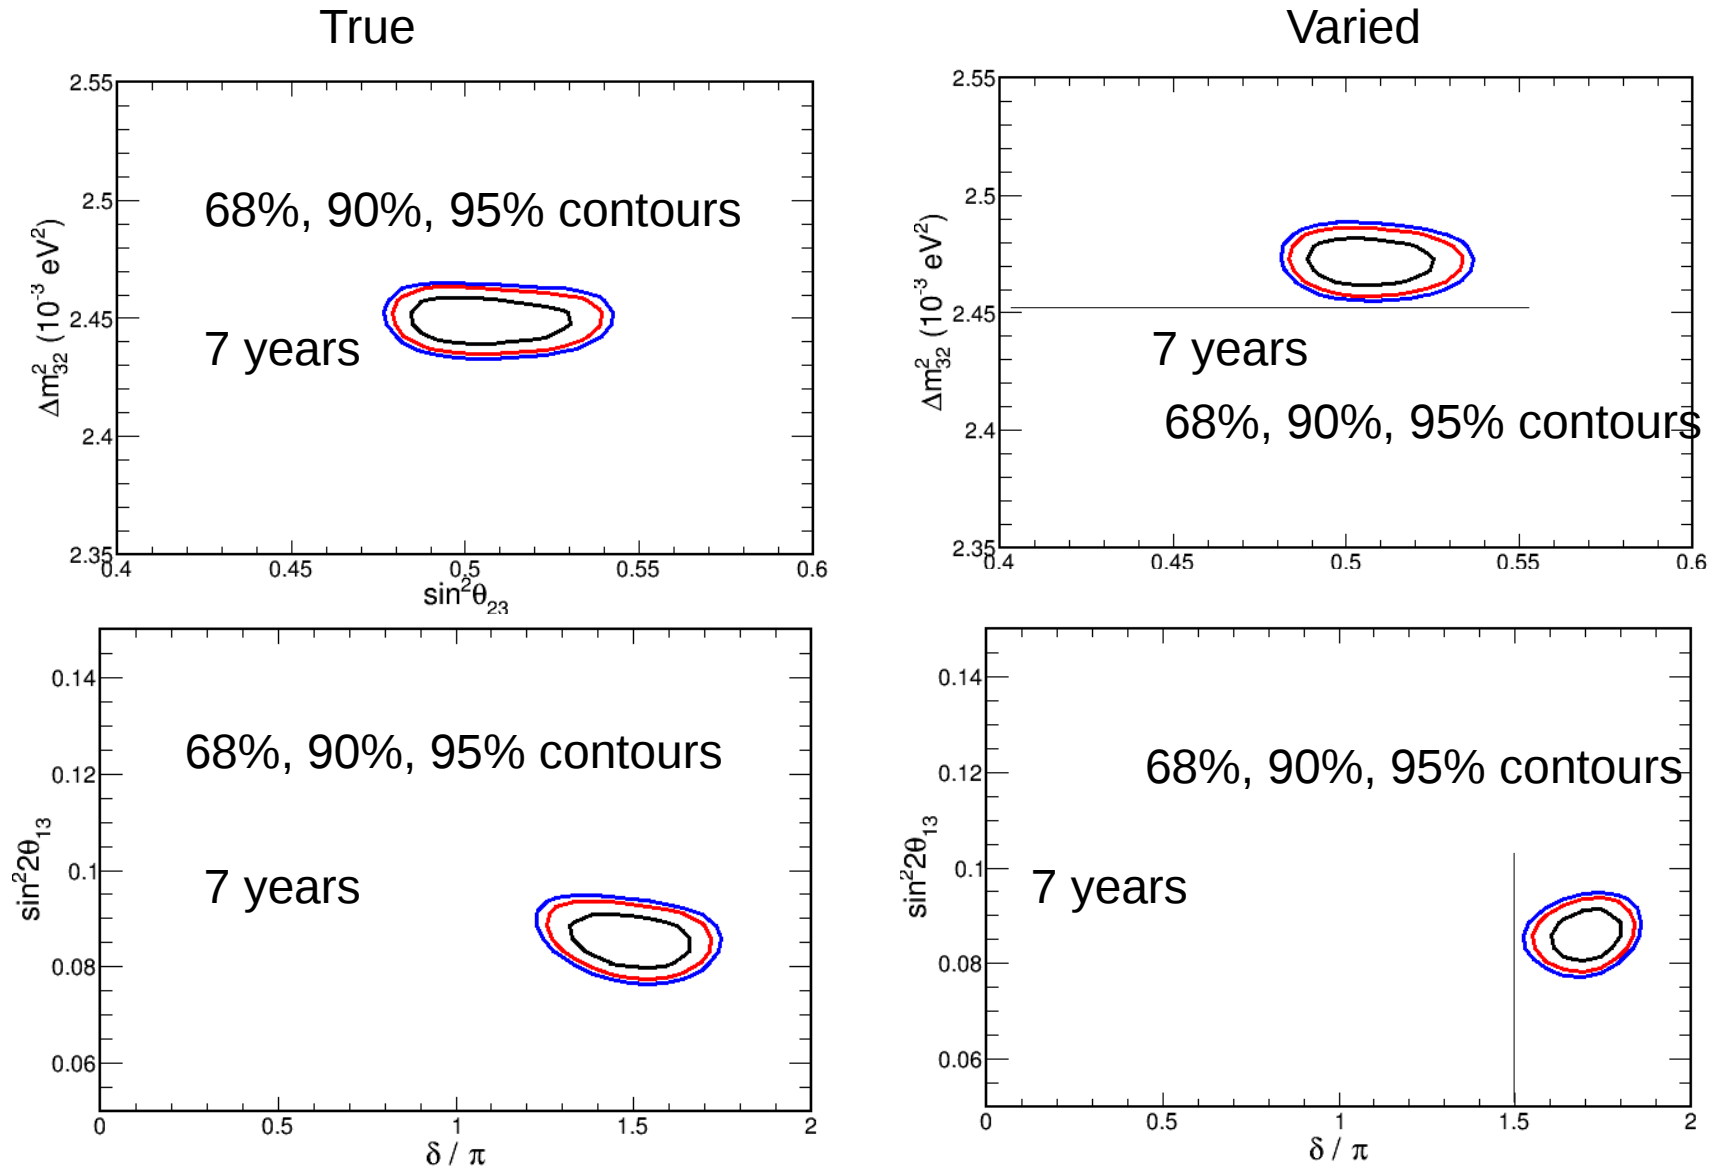 True
Varied
2.55
2.5
2.45
2.4
2.35
Δm²₃₂ (10⁻³ eV²)
68%, 90%, 95% contours
7 years
0.4 0.45 0.5 0.55 0.6
sin²θ₂₃
2.55
2.5
2.45
2.4
2.35
Δm²₃₂ (10⁻³ eV²)
7 years
68%, 90%, 95% contours
0.4 0.45 0.5 0.55 0.6
0.14
0.12
0.1
0.08
0.06
sin²2θ₁₃
68%, 90%, 95% contours
7 years
0 0.5 1 1.5 2
δ / π
0.14
0.12
0.1
0.08
0.06
sin²2θ₁₃
68%, 90%, 95% contours
7 years
0 0.5 1 1.5 2
δ / π